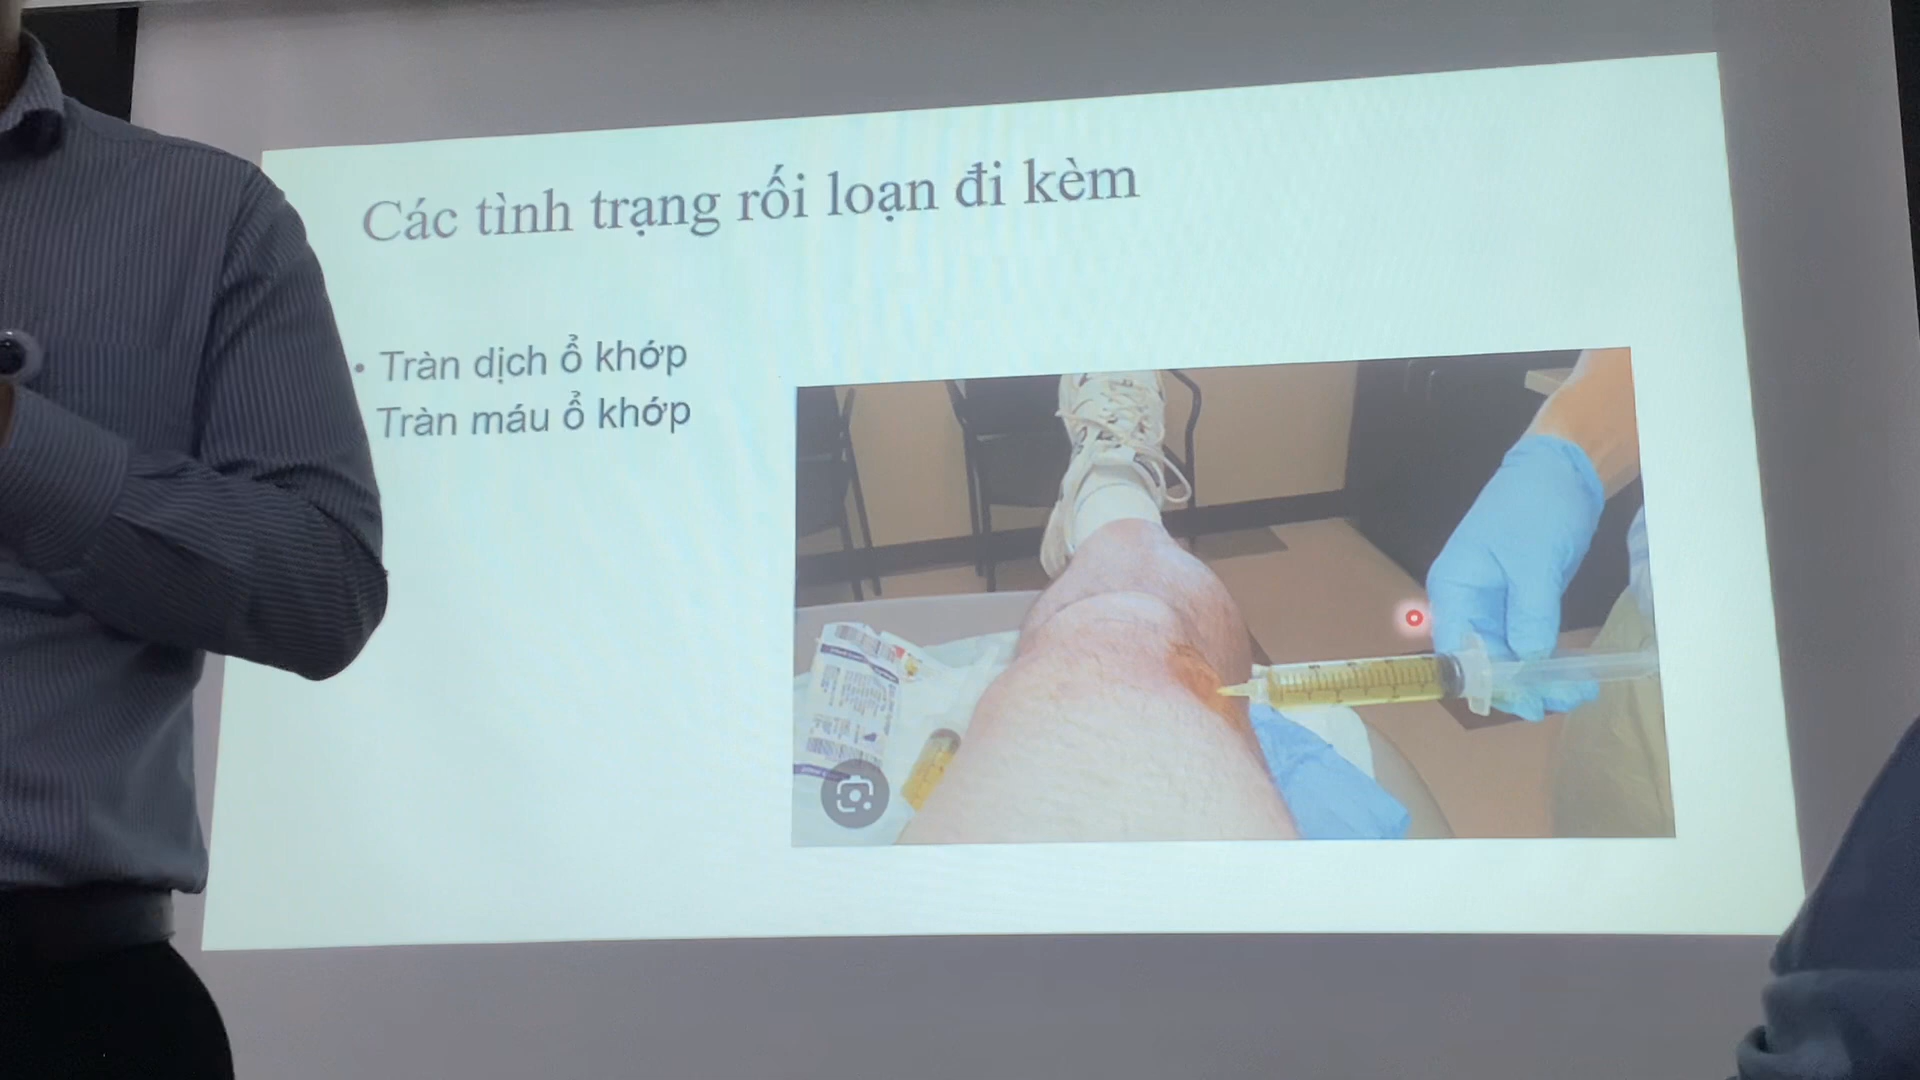 Các tình trạng rối loạn đi kèm
• Tràn dịch ổ khớp
Tràn máu ổ khớp